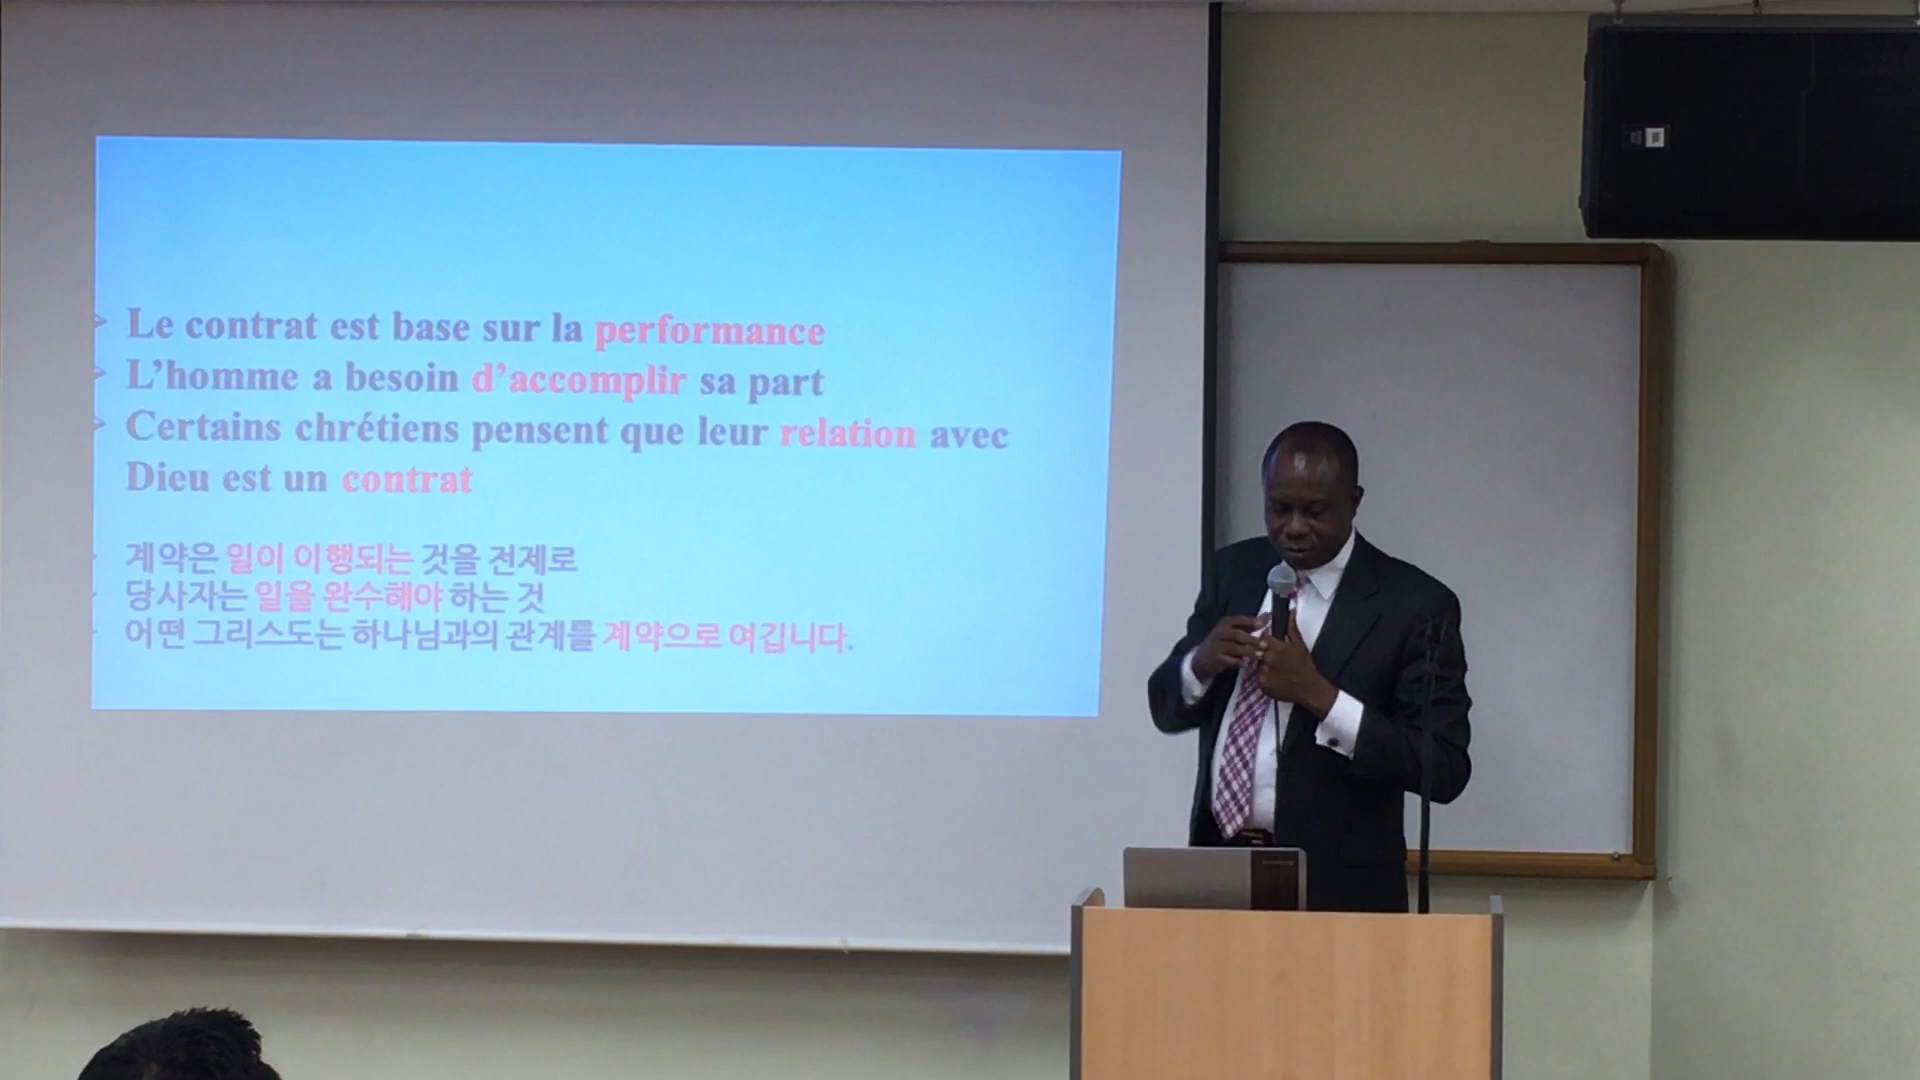 Le contrat est base sur la performance
L’homme a besoin d’accomplir sa part
Certains chrétiens pensent que leur relation avec
Dieu est un contrat
계약은 일이 이행되는 것을 전제로
당사자는 일을 완수해야 하는 것
어떤 그리스도는 하나님과의 관계를 계약으로 여깁니다.